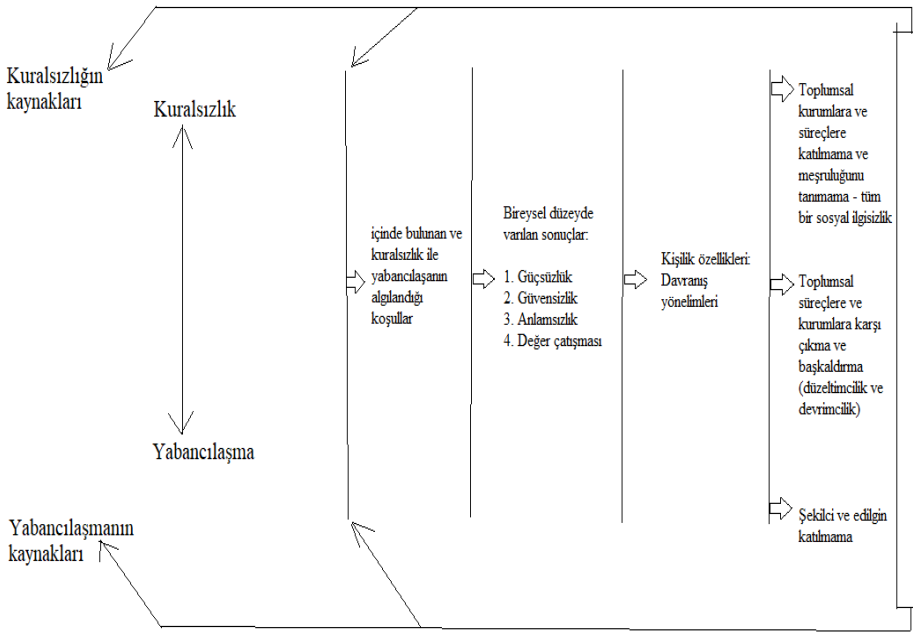 Kuralsızlığın
kaynakları
Kuralsızlık
Yabancılaşma
Yabancılaşmanın
kaynakları
içinde bulunan ve
kuralsızlık ile
yabancılaşanın
algılandığı
koşullar
Bireysel düzeyde
varılan sonuçlar:
1. Güçsüzlük
2. Güvensizlik
3. Anlamsızlık
4. Değer çatışması
Kişilik özellikleri:
Davranış
yönelimleri
Toplumsal
kurumlara ve
süreçlere
katılmama ve
meşruluğunu
tanımama - tüm
bir sosyal ilgisizlik
Toplumsal
süreçlere ve
kurumlara karşı
çıkma ve
başkaldırma
(düzeltimcilik ve
devrimcilik)
Şekilci ve edilgin
katılmama